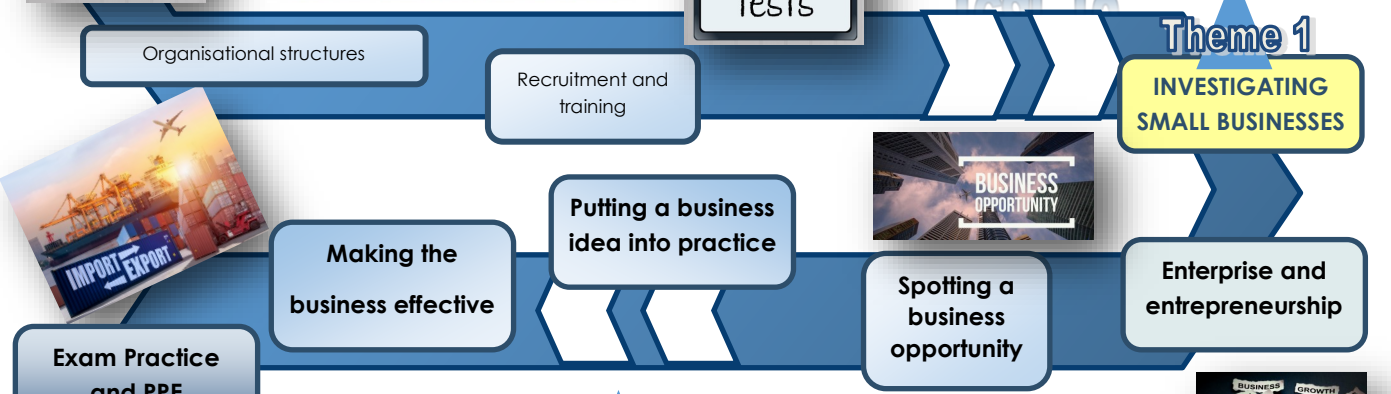 Tests
Theme 1
Organisational structures
Recruitment and
training
INVESTIGATING
SMALL BUSINESSES
BUSINESS
OPPORTUNITY
Putting a business
idea into practice
Making the
business effective
IMPORT
EXPORT
Spotting a
business
opportunity
Enterprise and
entrepreneurship
Exam Practice
and PPE
BUSINESS
GROWTH